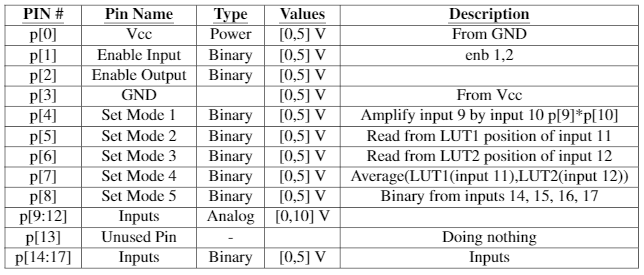 PIN # Pin Name Type Values Description
p[0] Vcc Power [0,5] V From GND
p[1] Enable Input Binary [0,5] V enb 1,2
p[2] Enable Output Binary [0,5] V
p[3] GND [0,5] V From Vcc
p[4] Set Mode 1 Binary [0,5] V Amplify input 9 by input 10 p[9]*p[10]
p[5] Set Mode 2 Binary [0,5] V Read from LUT1 position of input 11
p[6] Set Mode 3 Binary [0,5] V Read from LUT2 position of input 12
p[7] Set Mode 4 Binary [0,5] V Average(LUT1(input 11),LUT2(input 12))
p[8] Set Mode 5 Binary [0,5] V Binary from inputs 14, 15, 16, 17
p[9:12] Inputs Analog [0,10] V
p[13] Unused Pin - Doing nothing
p[14:17] Inputs Binary [0,5] V Inputs